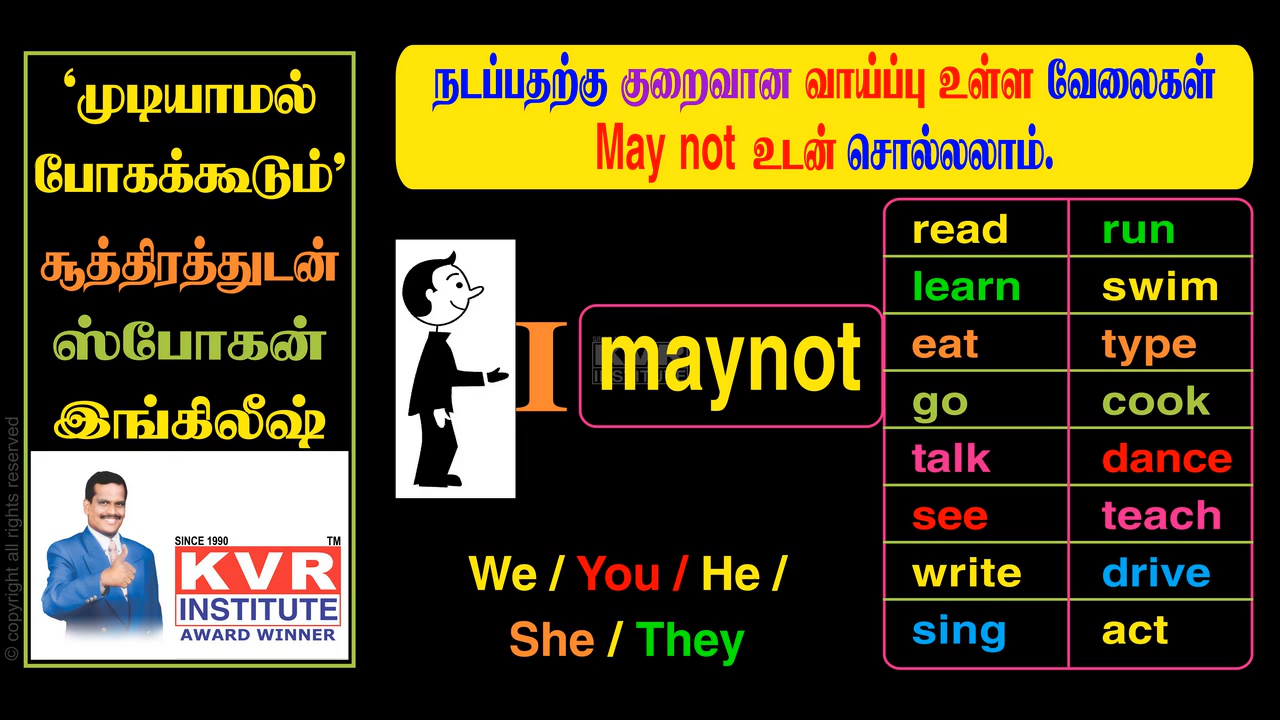 ‘முடியாமல்
போகக்கூடும்’
சூத்திரத்துடன்
ஸ்போகன்
இங்கிலீஷ்
SINCE 1990 TM
KVR
INSTITUTE
AWARD WINNER
© copyright all rights reserved
நடப்பதற்கு குறைவான வாய்ப்பு உள்ள வேலைகள்
May not உடன் சொல்லலாம்.
I maynot
KVR
INSTITUTE
We / You / He /
She / They
read run
learn swim
eat type
go cook
talk dance
see teach
write drive
sing act